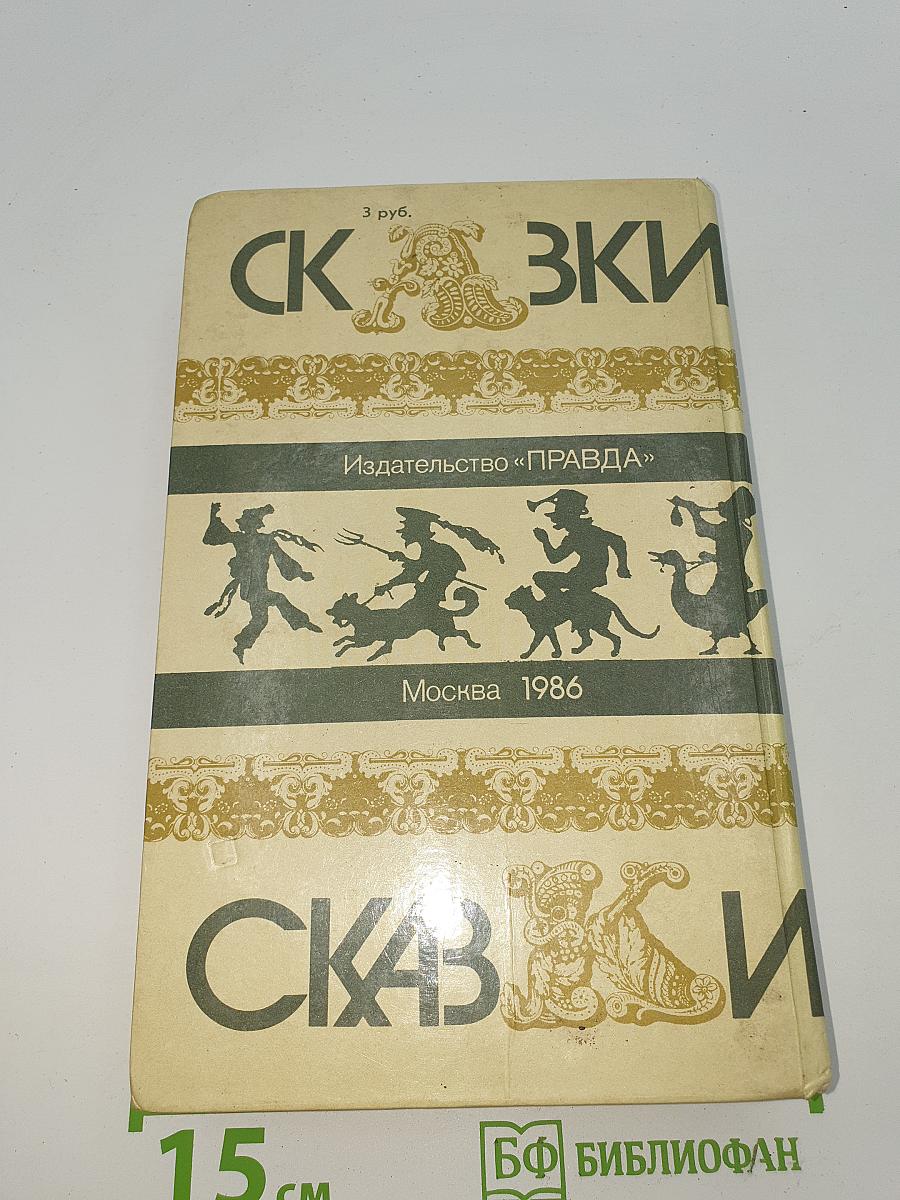 3 руб.
СКАЗКИ
Издательство «ПРАВДА»
Москва 1986
СКАЗКИ
15 см
БФ БИБЛИОФАН